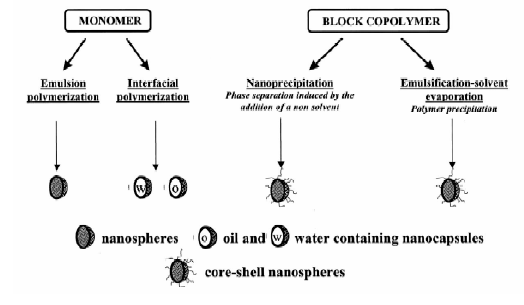 MONOMER
BLOCK COPOLYMER
Emulsion
polymerization
Interfacial
polymerization
Nanoprecipitation
Phase separation induced by the
addition of a non solvent
Emulsification-solvent
evaporation
Polymer precipitation
W
O
nanospheres
O
oil and
W
water containing nanocapsules
core-shell nanospheres